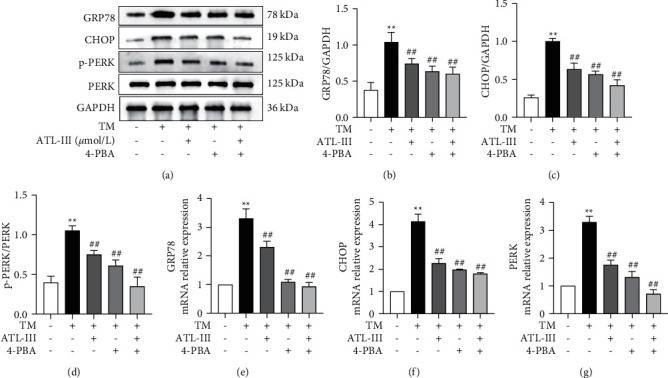 GRP78 78 kDa
CHOP 19 kDa
p-PERK 125 kDa
PERK 125 kDa
GAPDH 36 kDa
TM - + + + +
ATL-III (μmol/L) - - + - +
4-PBA - - - + +
(a)
GRP78/GAPDH
1.5
1.0
0.5
0.0
**
##
##
##
TM - + + + +
ATL-III - - + - +
4-PBA - - - + +
(b)
CHOP/GAPDH
1.5
1.0
0.5
0.0
**
##
##
##
TM - + + + +
ATL-III - - + - +
4-PBA - - - + +
(c)
p-PERK/PERK
1.5
1.0
0.5
0.0
**
##
##
##
TM - + + + +
ATL-III - - + - +
4-PBA - - - + +
(d)
GRP78
mRNA relative expression
4
3
2
1
0
**
##
##
##
TM - + + + +
ATL-III - - + - +
4-PBA - - - + +
(e)
CHOP
mRNA relative expression
5
4
3
2
1
0
**
##
##
##
TM - + + + +
ATL-III - - + - +
4-PBA - - - + +
(f)
PERK
mRNA relative expression
4
3
2
1
0
**
##
##
##
TM - + + + +
ATL-III - - + - +
4-PBA - - - + +
(g)